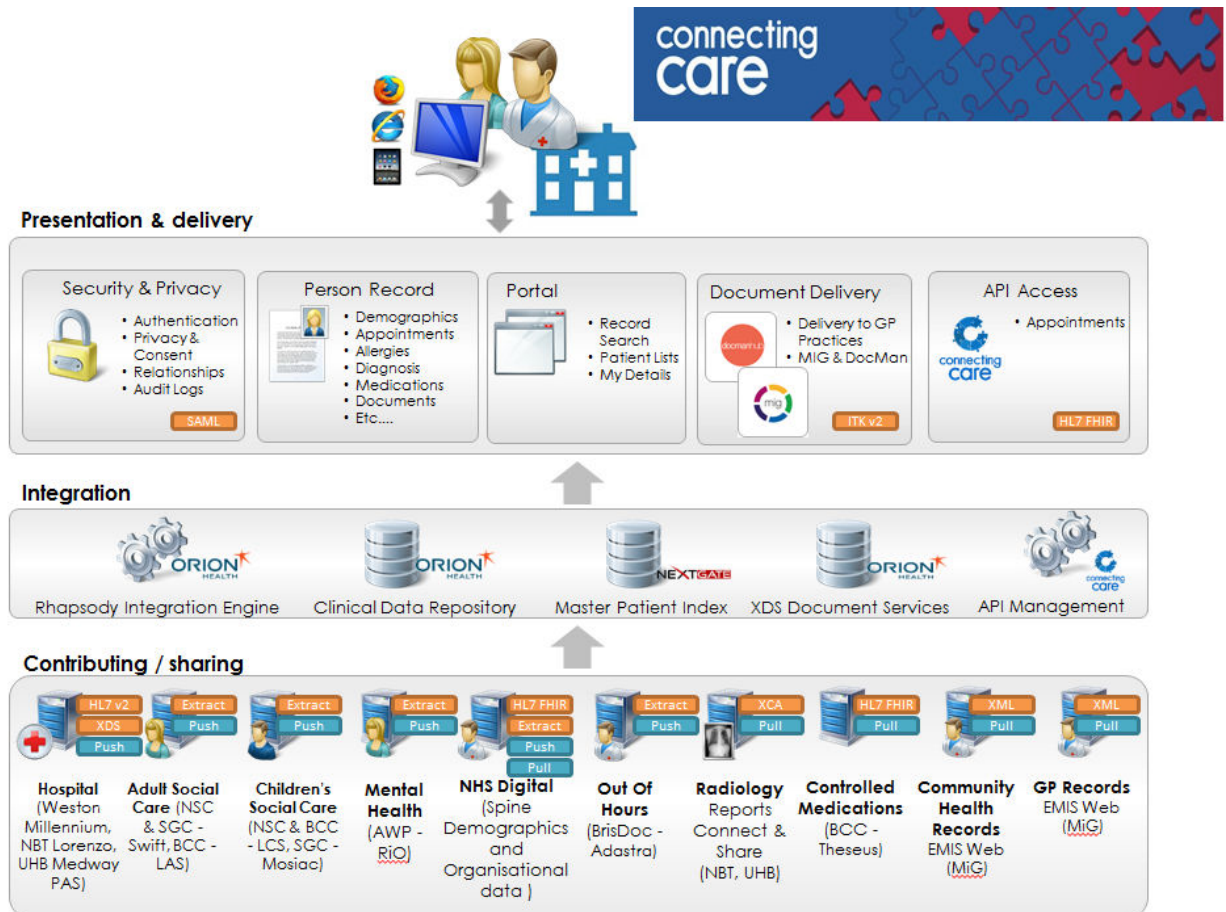 connecting
care
Presentation & delivery
Security & Privacy
• Authentication
• Privacy &
Consent
• Relationships
• Audit Logs
SAML
Person Record
• Demographics
• Appointments
• Allergies
• Diagnosis
• Medications
• Documents
• Etc....
Portal
• Record
Search
• Patient Lists
• My Details
Document Delivery
mig
• Delivery to GP
Practices
• MIG & DocMan
ITK v2
API Access
connecting
care
• Appointments
HL7 FHIR
Integration
ORION
HEALTH
Rhapsody Integration Engine
ORION
HEALTH
Clinical Data Repository
NEXTGATE
Master Patient Index
ORION
HEALTH
XDS Document Services
connecting
care
API Management
Contributing / sharing
HL7 v2
XDS
Push
Hospital
(Weston
Millennium,
NBT Lorenzo,
UHB Medway
PAS)
Extract
Push
Adult Social
Care (NSC
& SGC -
Swift, BCC -
LAS)
Extract
Push
Children's
Social Care
(NSC & BCC
- LCS, SGC -
Mosiac)
Extract
Push
Mental
Health
(AWP -
RiO)
HL7 FHIR
Extract
Push
Pull
NHS Digital
(Spine
Demographics
and
Organisational
data )
Extract
Push
Out Of
Hours
(BrisDoc -
Adastra)
XCA
Pull
Radiology
Reports
Connect &
Share
(NBT, UHB)
HL7 FHIR
Pull
Controlled
Medications
(BCC -
Theseus)
XML
Pull
Community
Health
Records
EMIS Web
(MiG)
XML
Pull
GP Records
EMIS Web
(MiG)